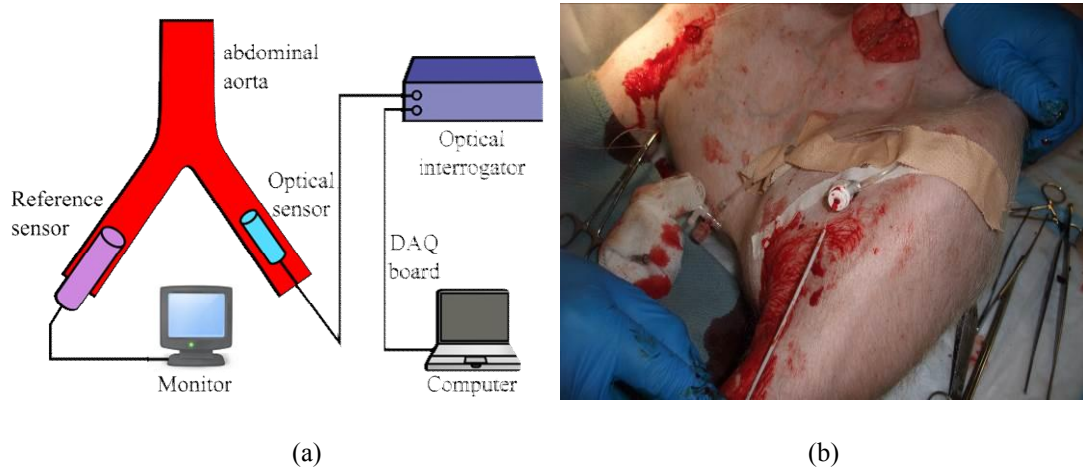 abdominal
aorta
Optical
interrogator
Optical
sensor
Reference
sensor
DAQ
board
Monitor
Computer
(a)
(b)